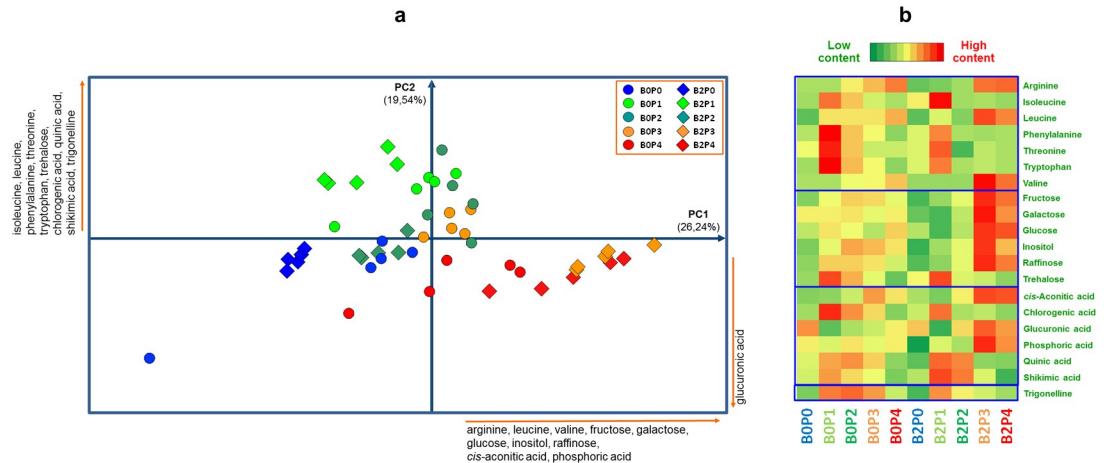 a
b
Low
content
High
content
PC2
(19,54%)
B0P0
B2P0
B0P1
B2P1
B0P2
B2P2
B0P3
B2P3
B0P4
B2P4
isoleucine, leucine,
phenylalanine, threonine,
tryptophan, trehalose,
chlorogenic acid, quinic acid,
shikimic acid, trigonelline
PC1
(26,24%)
glucuronic acid
arginine, leucine, valine, fructose, galactose,
glucose, inositol, raffinose,
cis-aconitic acid, phosphoric acid
Arginine
Isoleucine
Leucine
Phenylalanine
Threonine
Tryptophan
Valine
Fructose
Galactose
Glucose
Inositol
Raffinose
Trehalose
cis-Aconitic acid
Chlorogenic acid
Glucuronic acid
Phosphoric acid
Quinic acid
Shikimic acid
Trigonelline
B0P0
B0P1
B0P2
B0P3
B0P4
B2P0
B2P1
B2P2
B2P3
B2P4